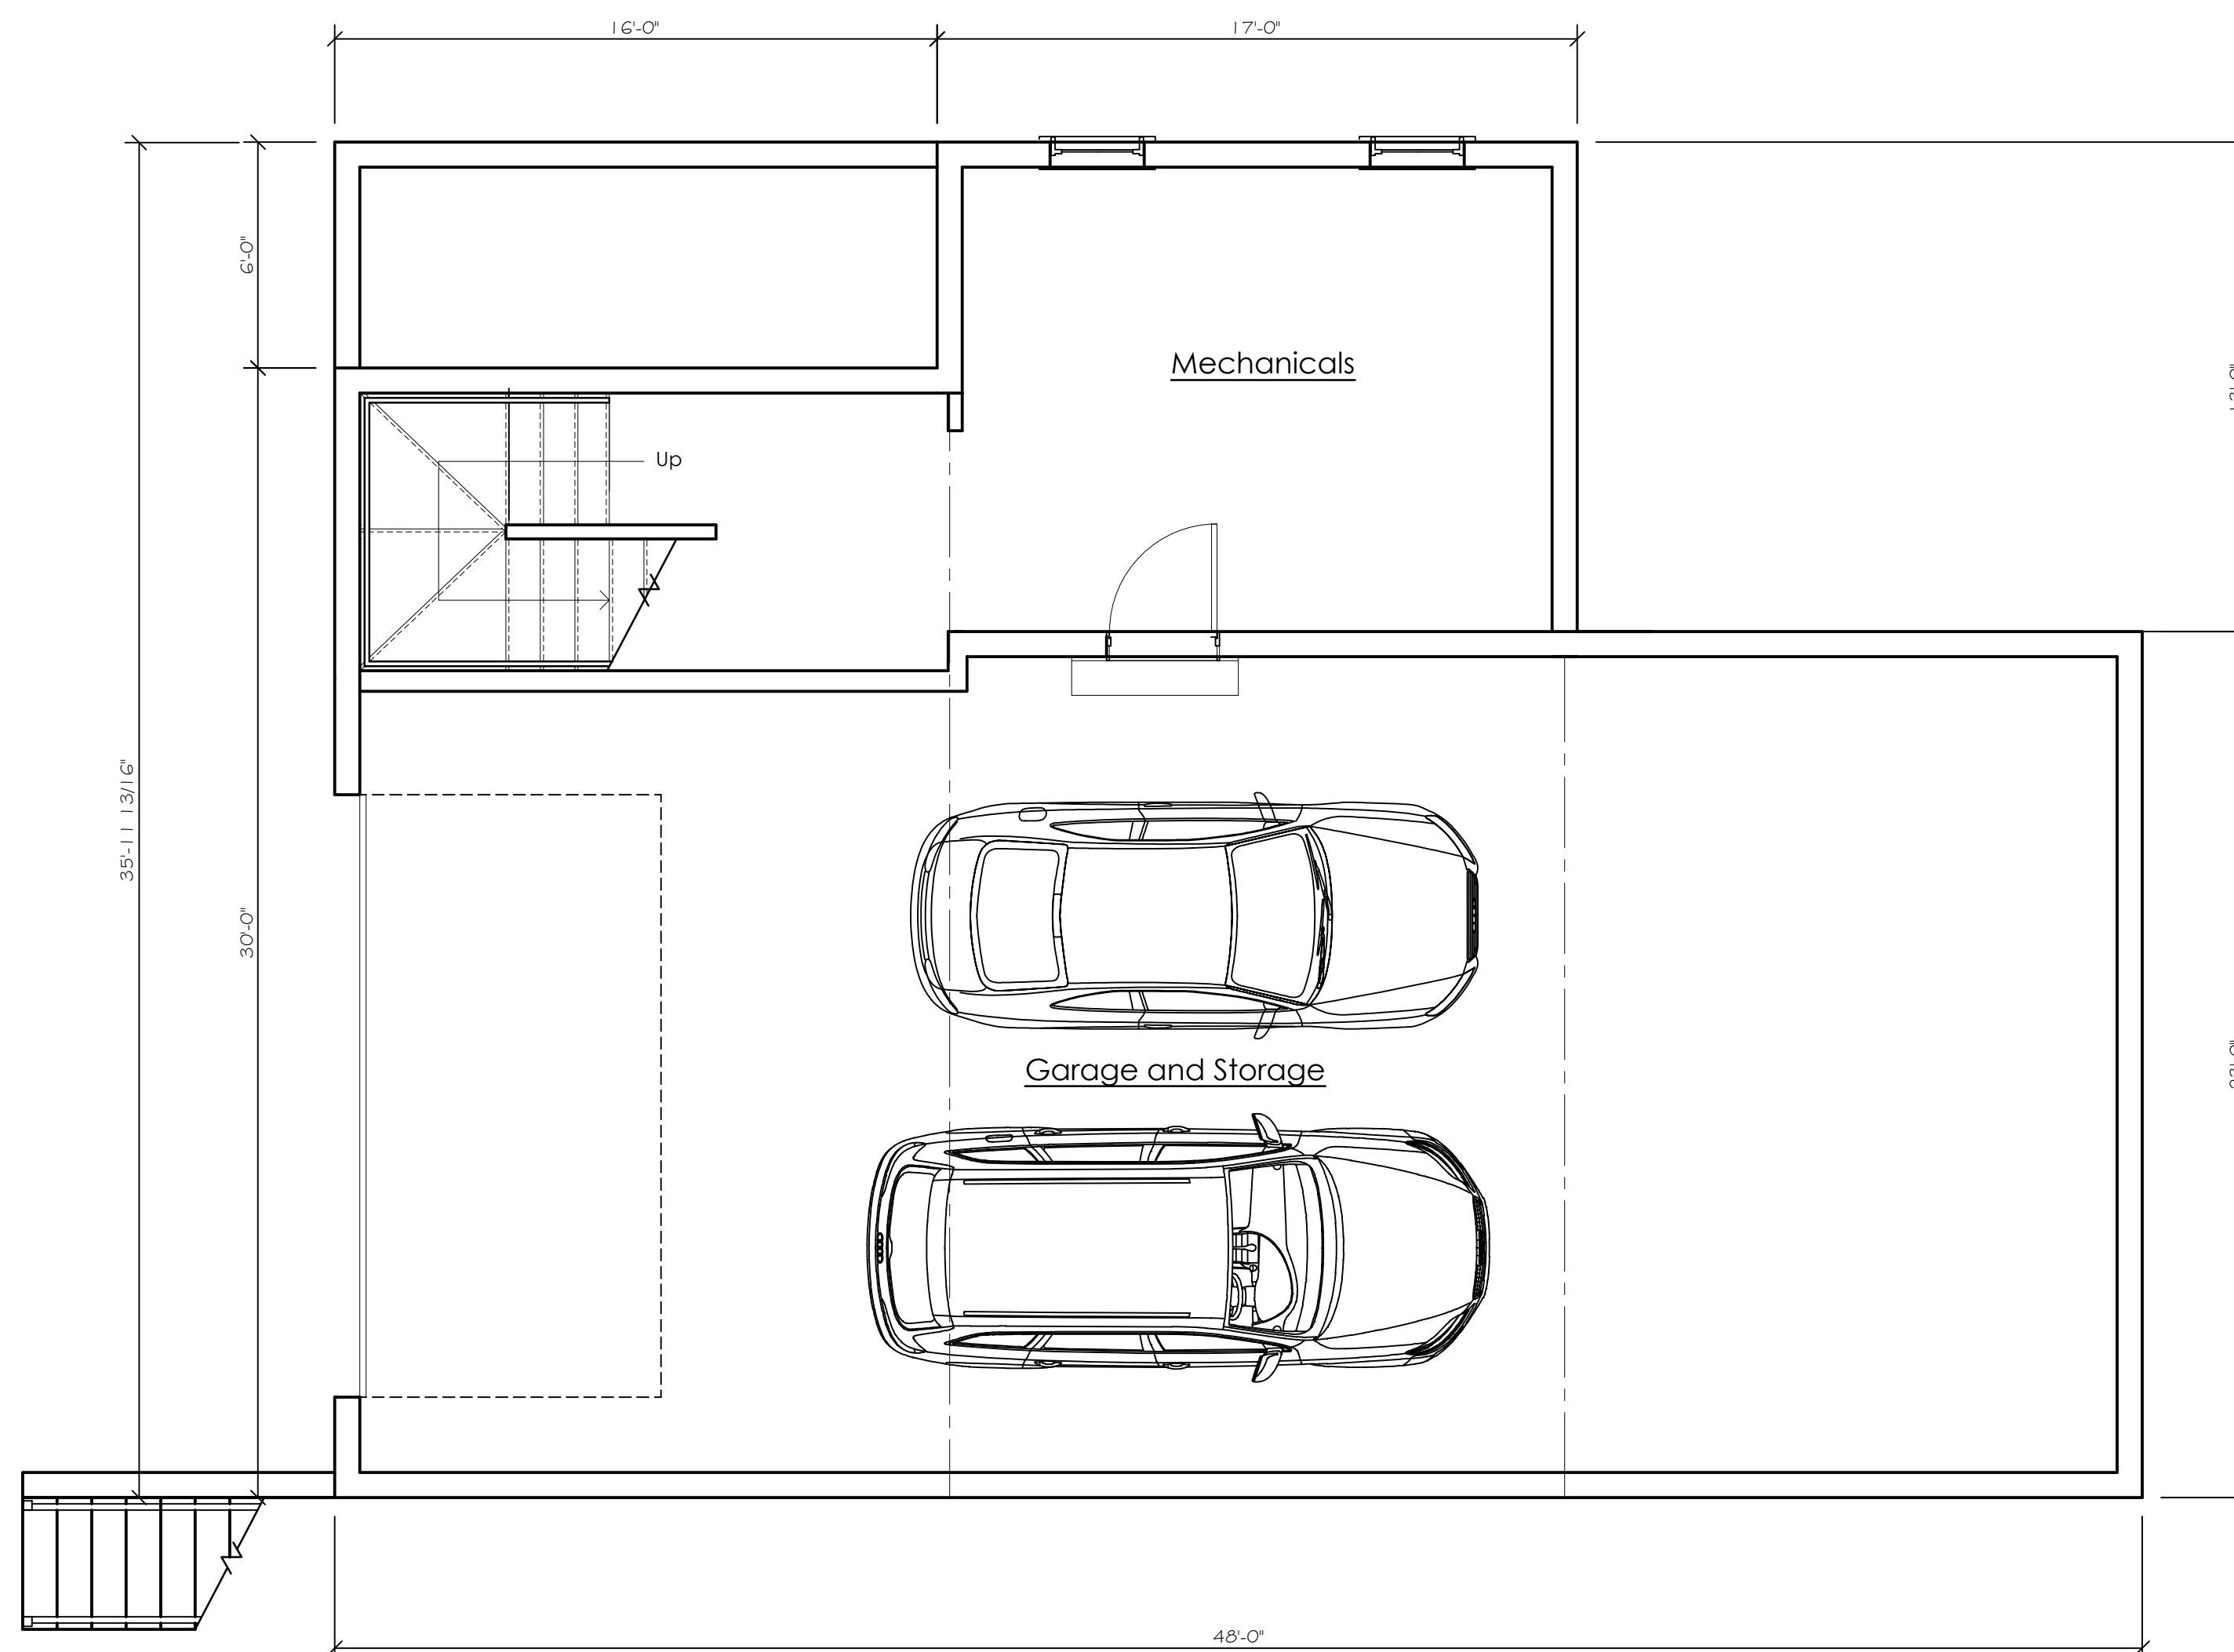 16'-0"
17'-0"
6'-0"
Mechanicals
Up
35'-11 13/16"
30'-0"
Garage and Storage
48'-0"